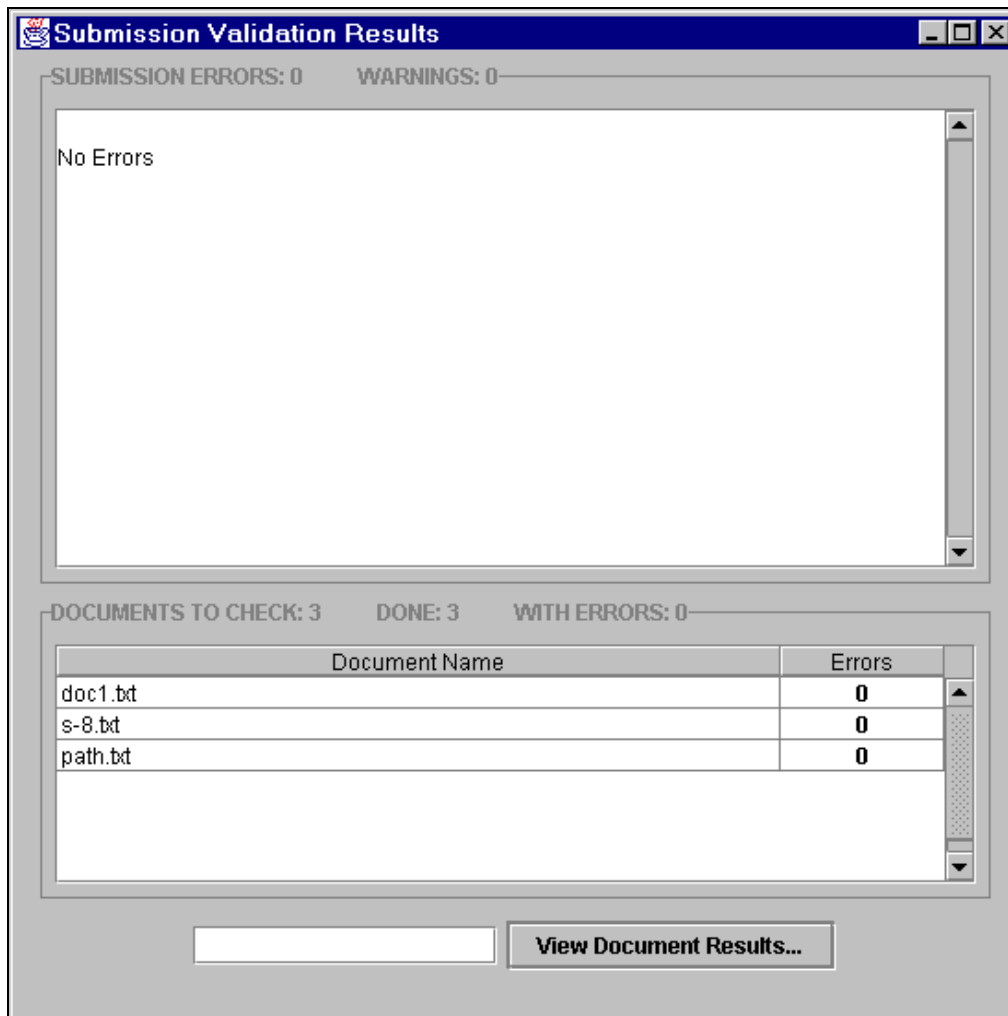 Submission Validation Results
SUBMISSION ERRORS: 0 WARNINGS: 0
No Errors
DOCUMENTS TO CHECK: 3 DONE: 3 WITH ERRORS: 0
Document Name Errors
doc1.txt 0
s-8.txt 0
path.txt 0
View Document Results...